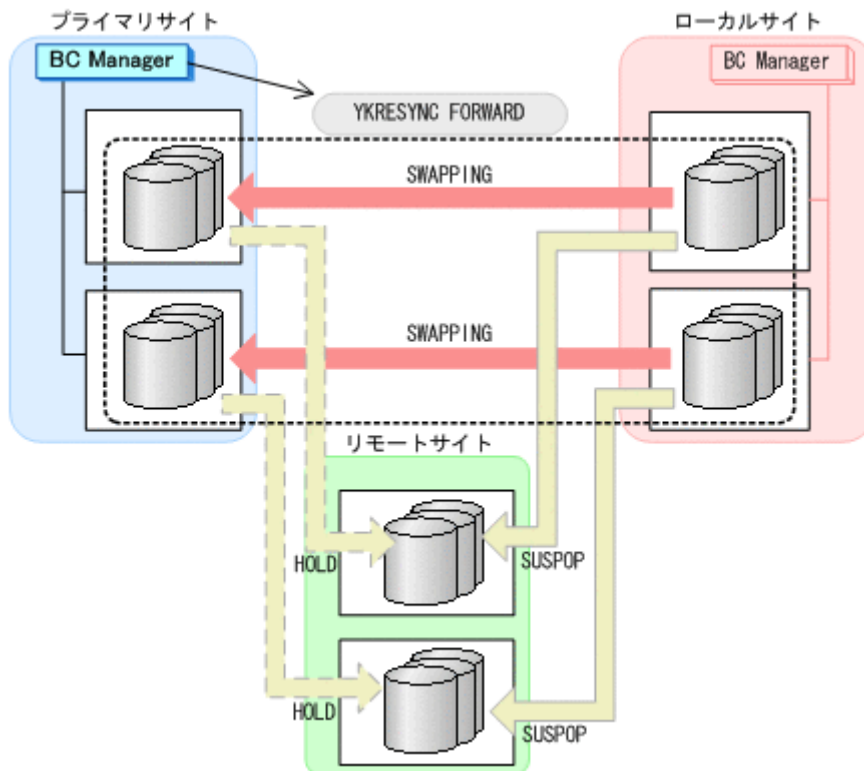 プライマリサイト
ローカルサイト
BC Manager
BC Manager
YKRESYNC FORWARD
SWAPPING
SWAPPING
リモートサイト
HOLD
SUSPOP
HOLD
SUSPOP